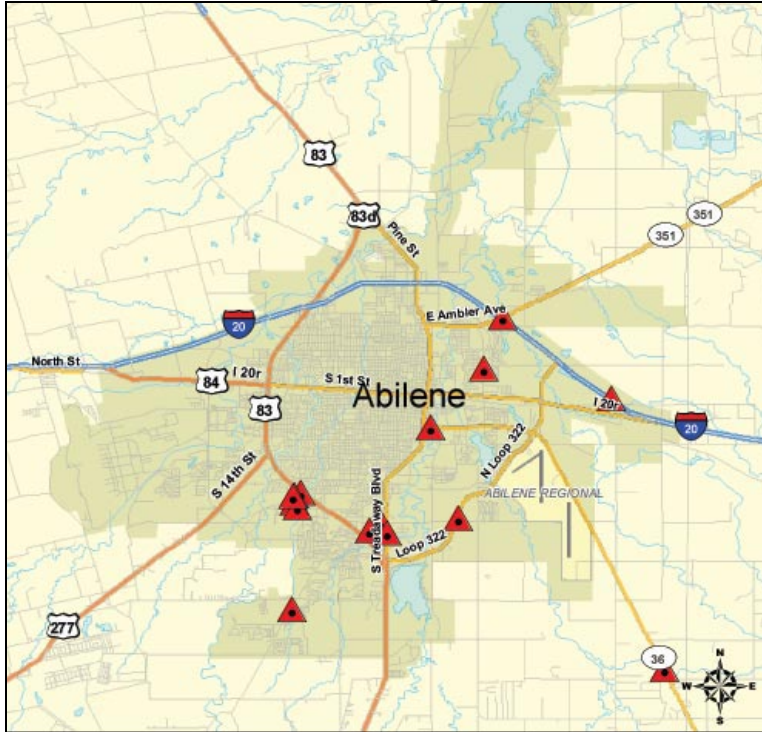 83
83d
Pine St
351
351
E Ambler Ave
20
North St
84
I 20r
S 1st St
Abilene
83
I 20r
20
S 14th St
N Loop 322
ABILENE REGIONAL
S Treadaway Blvd
Loop 322
277
36
N
W
E
S